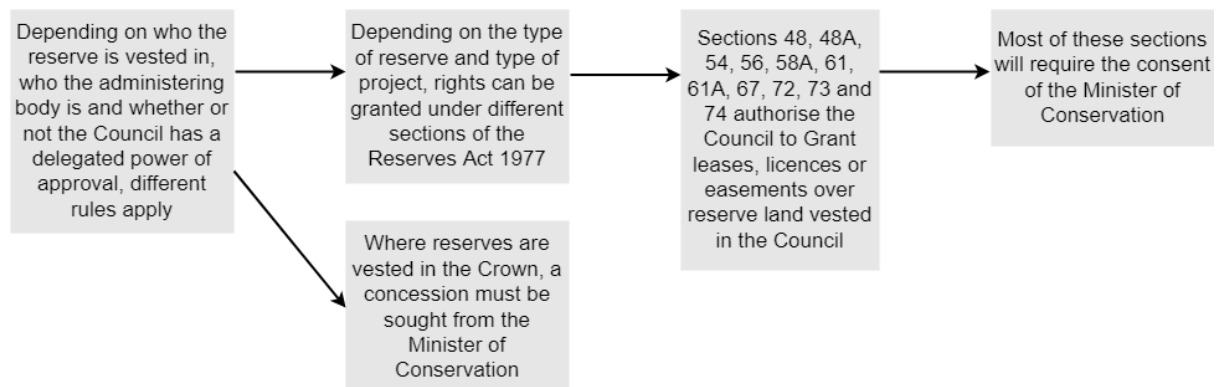 Depending on who the
reserve is vested in,
who the administering
body is and whether or
not the Council has a
delegated power of
approval, different
rules apply
Depending on the type
of reserve and type of
project, rights can be
granted under different
sections of the
Reserves Act 1977
Sections 48, 48A,
54, 56, 58A, 61,
61A, 67, 72, 73 and
74 authorise the
Council to Grant
leases, licences or
easements over
reserve land vested
in the Council
Most of these sections
will require the consent
of the Minister of
Conservation
Where reserves are
vested in the Crown, a
concession must be
sought from the
Minister of
Conservation